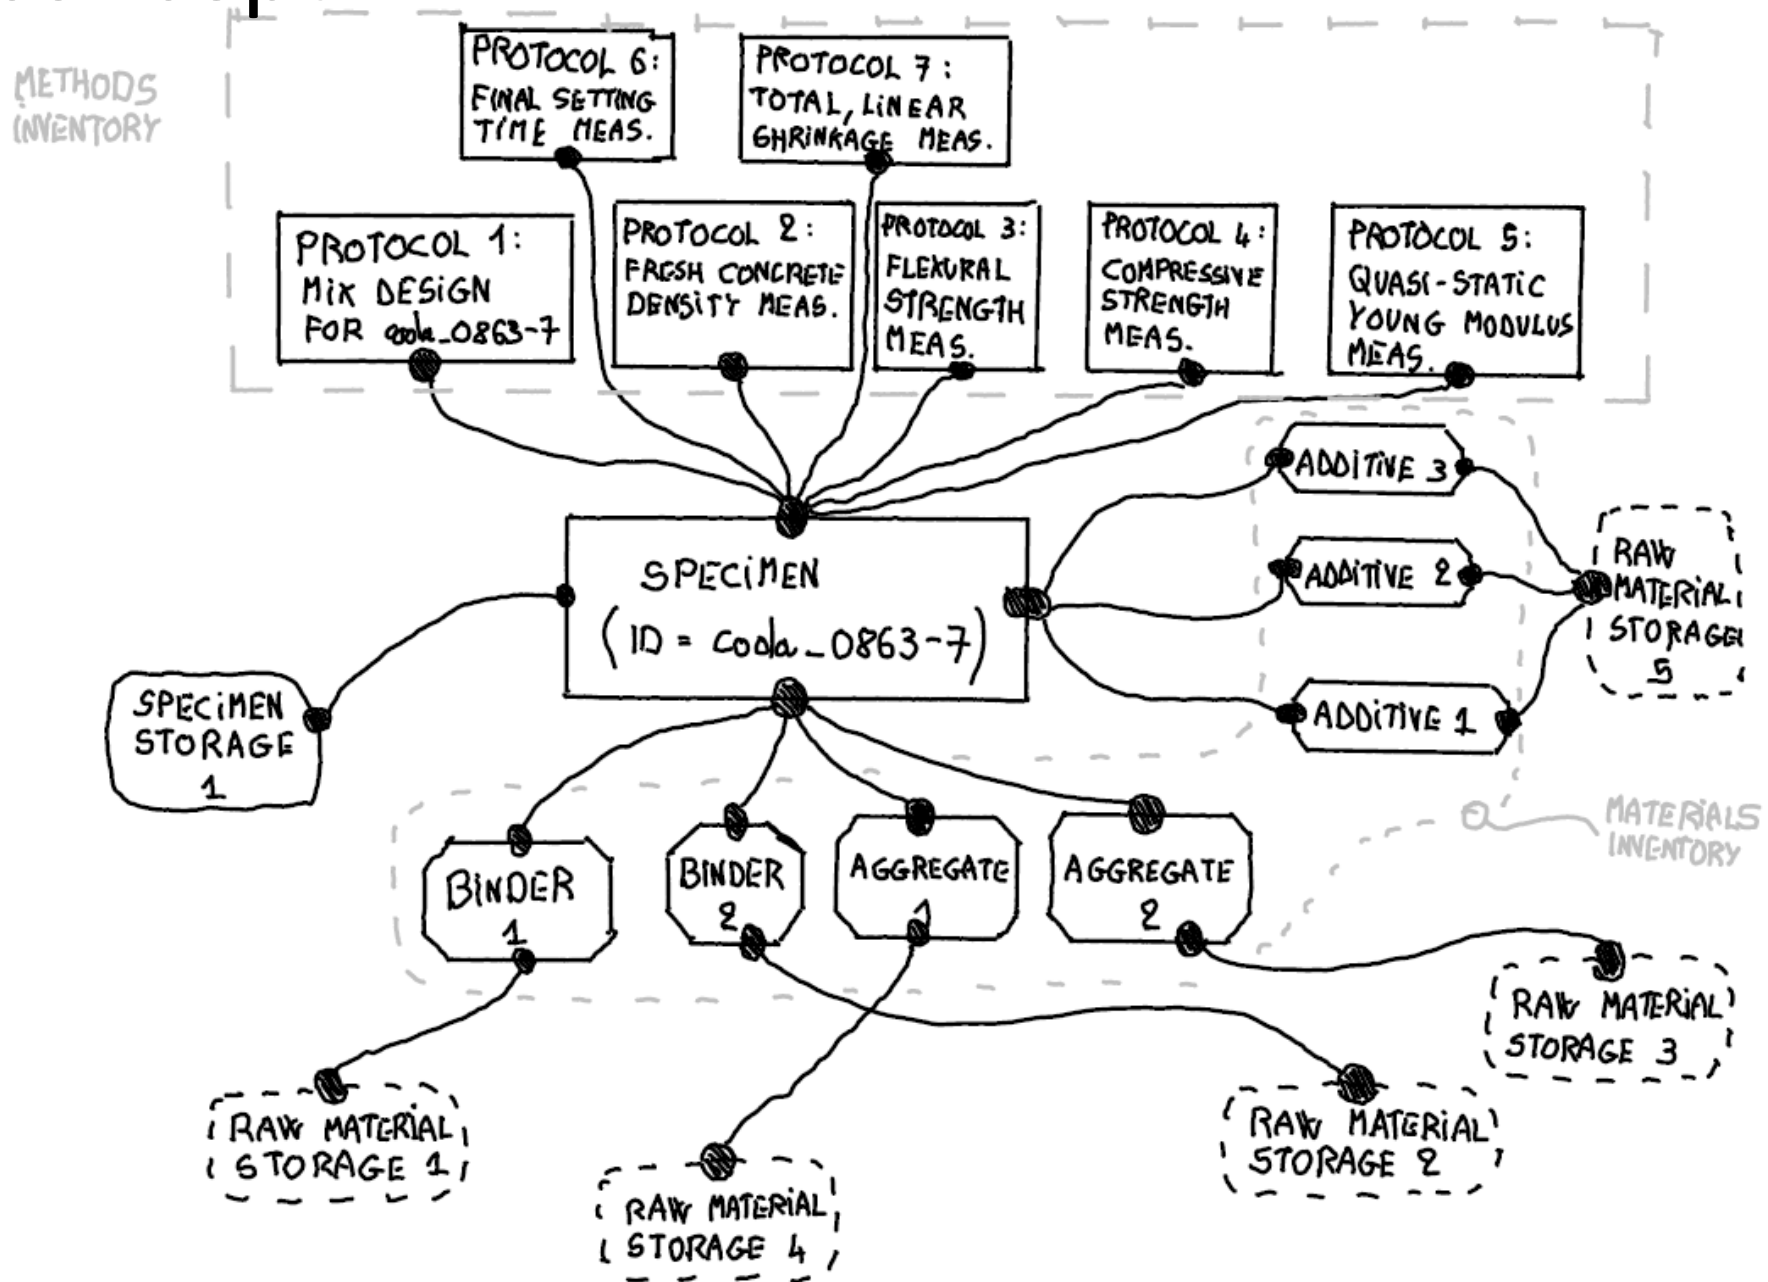 METHODS
INVENTORY
PROTOCOL 6:
FINAL SETTING
TIME MEAS.
PROTOCOL 7:
TOTAL, LINEAR
SHRINKAGE MEAS.
PROTOCOL 1:
MIX DESIGN
FOR coda_0863-7
PROTOCOL 2:
FRESH CONCRETE
DENSITY MEAS.
PROTOCOL 3:
FLEXURAL
STRENGTH
MEAS.
PROTOCOL 4:
COMPRESSIVE
STRENGTH
MEAS.
PROTOCOL 5:
QUASI-STATIC
YOUNG MODULUS
MEAS.
ADDITIVE 3
ADDITIVE 2
ADDITIVE 1
RAW
MATERIAL
STORAGE
5
SPECIMEN
(ID = coda_0863-7)
SPECIMEN
STORAGE
1
MATERIALS
INVENTORY
BINDER
1
BINDER
2
AGGREGATE
1
AGGREGATE
2
RAW MATERIAL
STORAGE 3
RAW MATERIAL
STORAGE 1
RAW MATERIAL
STORAGE 2
RAW MATERIAL
STORAGE 4